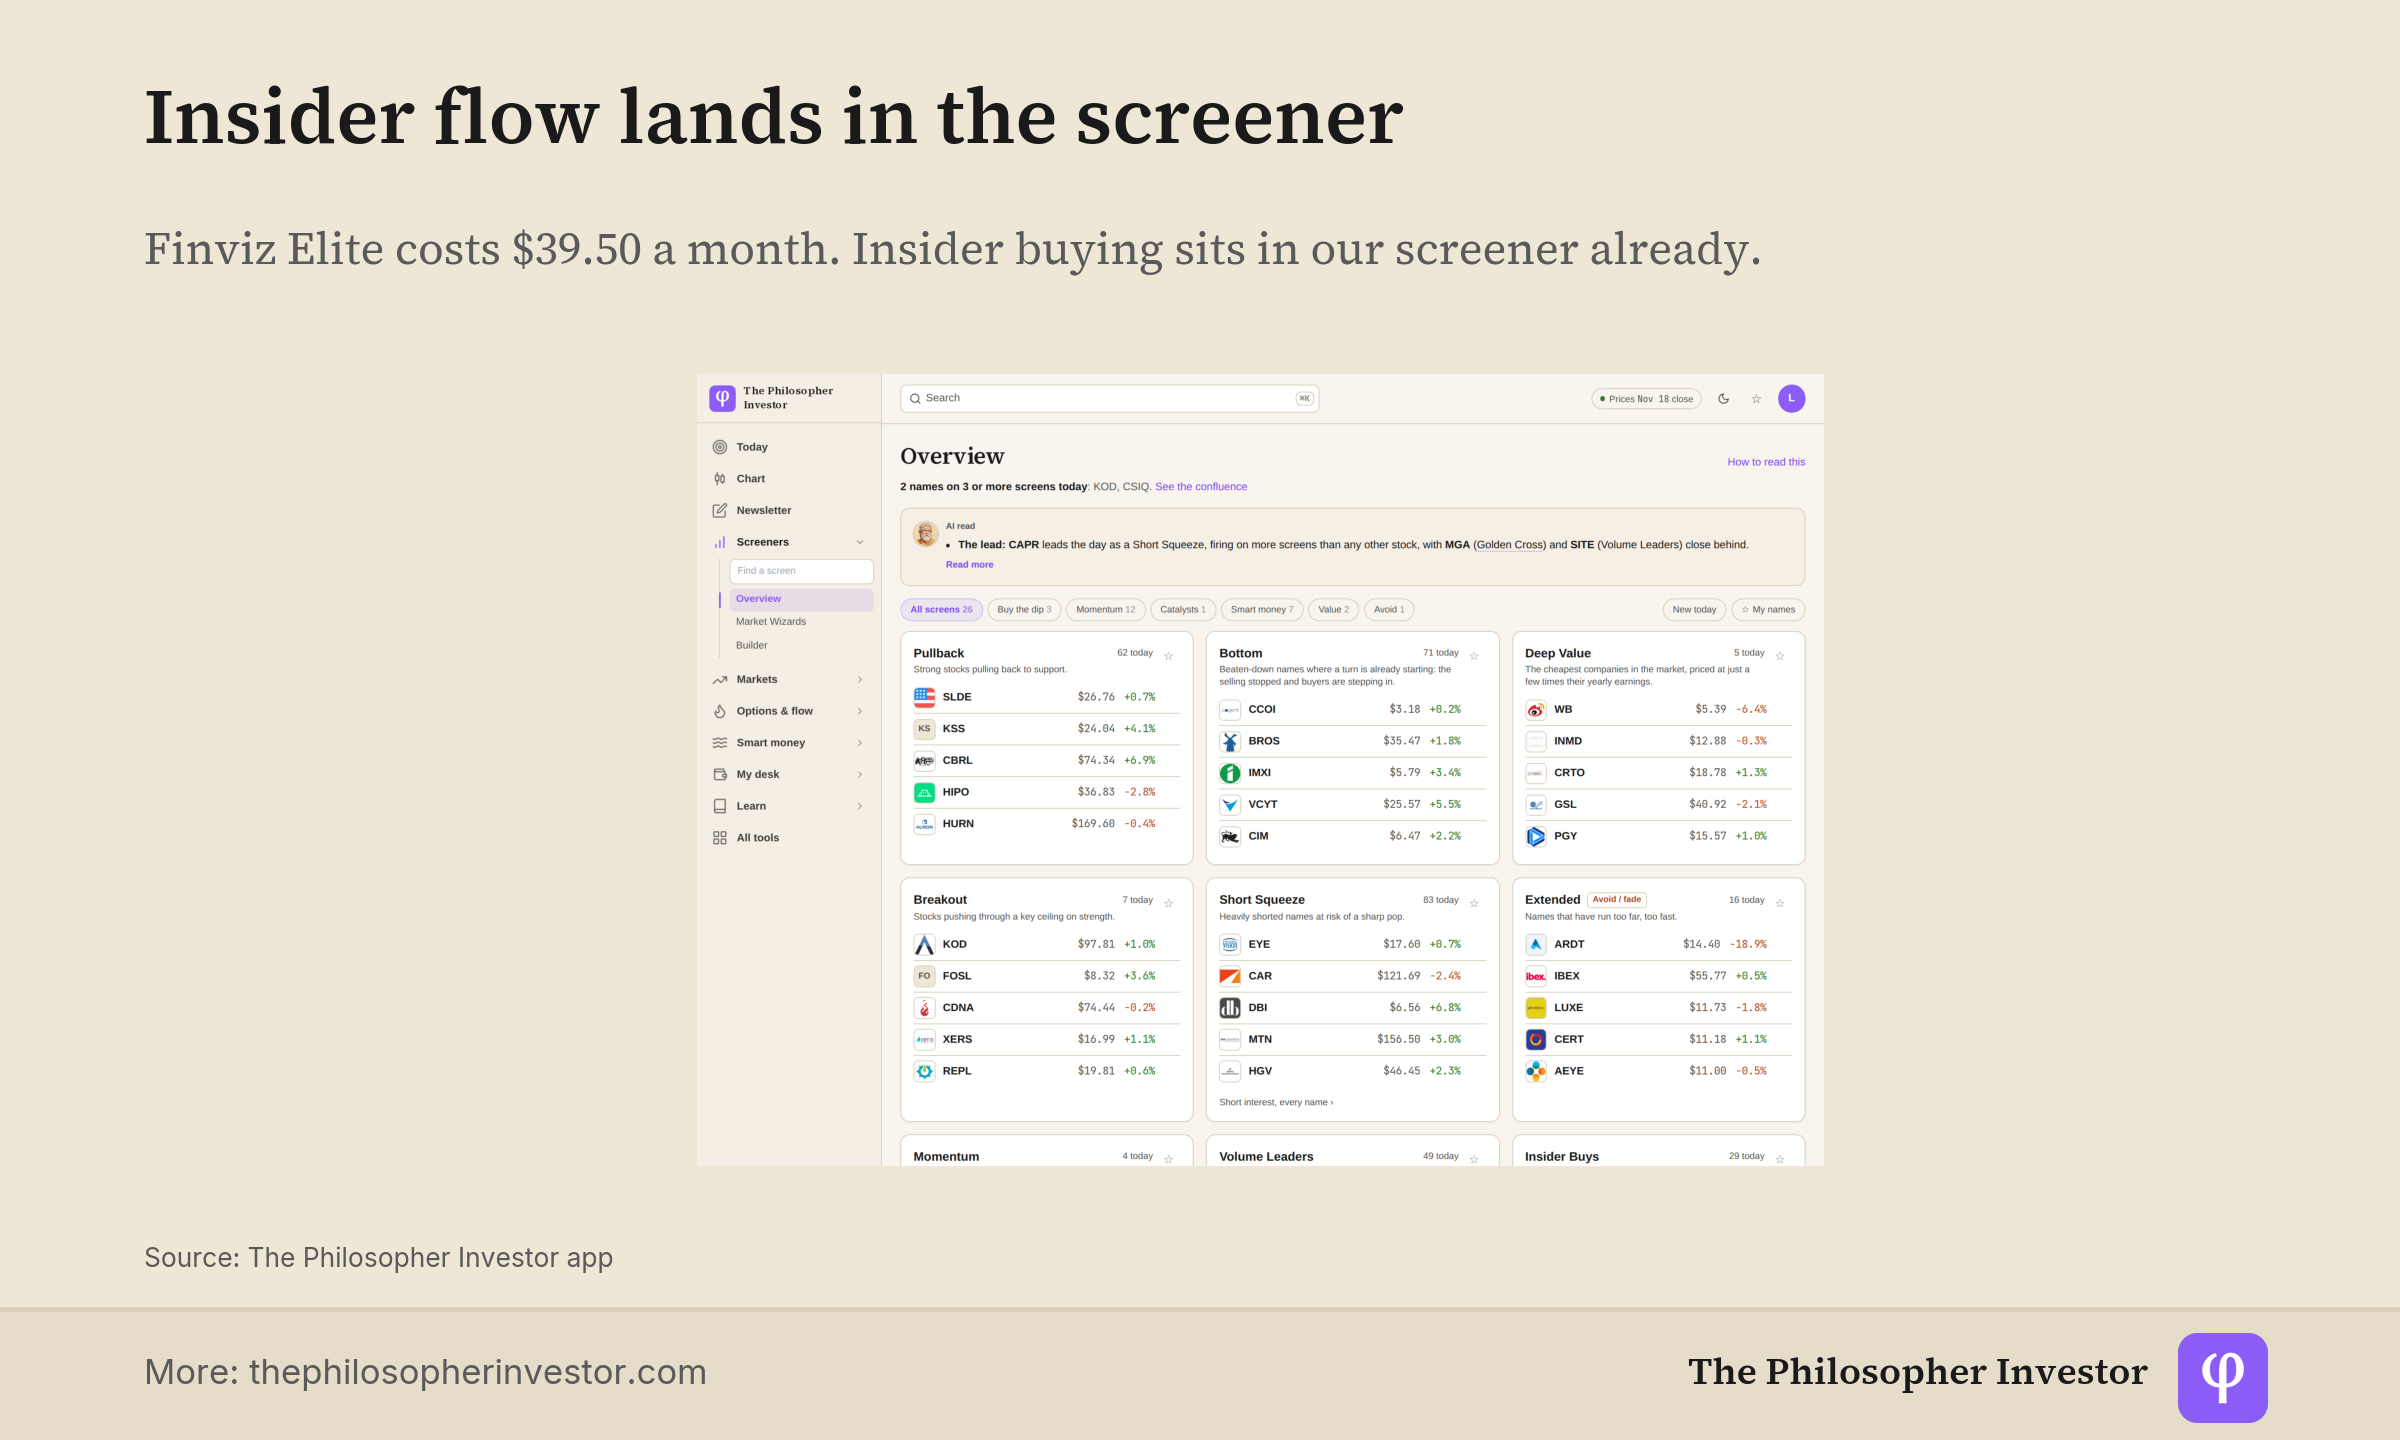 Insider flow lands in the screener
Finviz Elite costs $39.50 a month. Insider buying sits in our screener already.
φ The Philosopher
Investor
Search
⌘K
Prices Nov 18 close
L
Today
Chart
Newsletter
Screeners
Find a screen
Overview
Market Wizards
Builder
Markets
Options & flow
Smart money
My desk
Learn
All tools
Overview
How to read this
2 names on 3 or more screens today: KOD, CSIQ. See the confluence
AI read
• The lead: CAPR leads the day as a Short Squeeze, firing on more screens than any other stock, with MGA (Golden Cross) and SITE (Volume Leaders) close behind.
Read more
All screens 26 Buy the dip 3 Momentum 12 Catalysts 1 Smart money 7 Value 2 Avoid 1 New today ☆ My names
Pullback 62 today ☆
Strong stocks pulling back to support.
SLDE $26.76 +0.7%
KS KSS $24.04 +4.1%
CBRL $74.34 +6.9%
HIPO $36.83 -2.8%
HURON HURN $169.60 -0.4%
Bottom 71 today ☆
Beaten-down names where a turn is already starting: the
selling stopped and buyers are stepping in.
CCOI $3.18 +0.2%
BROS $35.47 +1.8%
IMXI $5.79 +3.4%
VCYT $25.57 +5.5%
CIM $6.47 +2.2%
Deep Value 5 today ☆
The cheapest companies in the market, priced at just a
few times their yearly earnings.
WB $5.39 -6.4%
INMD $12.88 -0.3%
CRTO $18.78 +1.3%
GSL $40.92 -2.1%
PGY $15.57 +1.0%
Breakout 7 today ☆
Stocks pushing through a key ceiling on strength.
KOD $97.81 +1.0%
FO FOSL $8.32 +3.6%
CDNA $74.44 -0.2%
xeris XERS $16.99 +1.1%
REPL $19.81 +0.6%
Short Squeeze 83 today ☆
Heavily shorted names at risk of a sharp pop.
EYE $17.60 +0.7%
CAR $121.69 -2.4%
DBI $6.56 +6.8%
MTN $156.50 +3.0%
HGV $46.45 +2.3%
Short interest, every name ›
Extended Avoid / fade 16 today ☆
Names that have run too far, too fast.
ARDT $14.40 -18.9%
ibex. IBEX $55.77 +0.5%
LUXE $11.73 -1.8%
CERT $11.18 +1.1%
AEYE $11.00 -0.5%
Momentum 4 today ☆
Volume Leaders 49 today ☆
Insider Buys 29 today ☆
Source: The Philosopher Investor app
More: thephilosopherinvestor.com
The Philosopher Investor φ